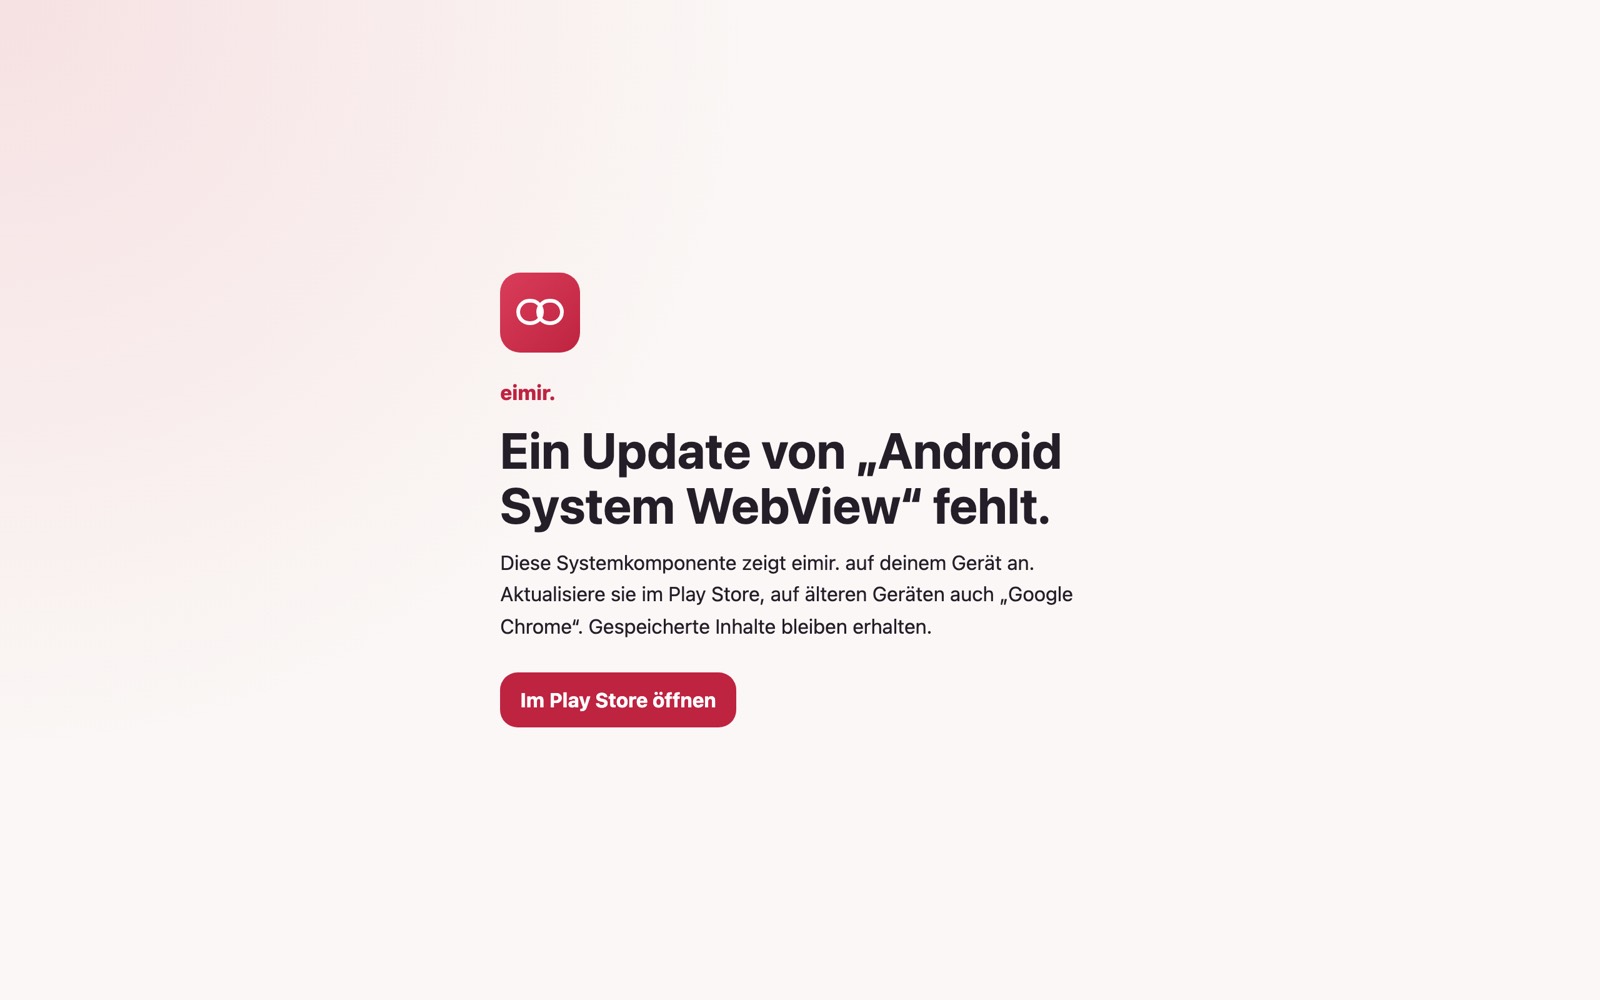 eimir.
Ein Update von „Android
System WebView“ fehlt.
Diese Systemkomponente zeigt eimir. auf deinem Gerät an.
Aktualisiere sie im Play Store, auf älteren Geräten auch „Google
Chrome“. Gespeicherte Inhalte bleiben erhalten.
Im Play Store öffnen